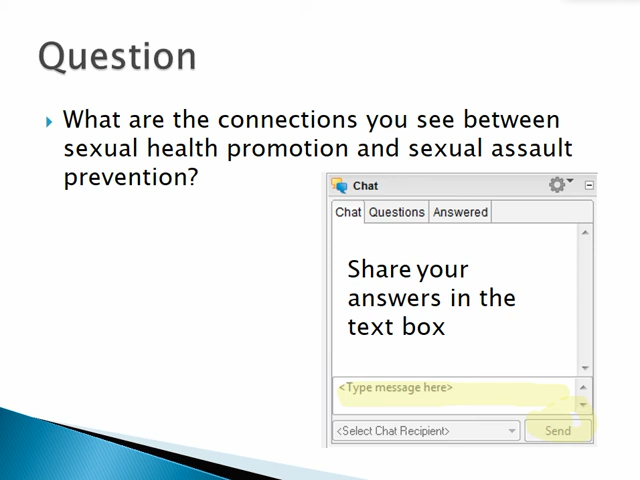 Question
What are the connections you see between
sexual health promotion and sexual assault
prevention?
Chat
Chat Questions Answered
Share your
answers in the
text box
<Type message here>
<Select Chat Recipient> Send